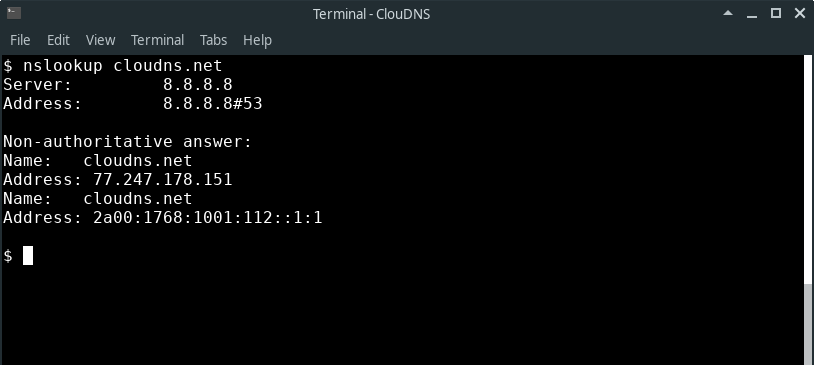 Terminal - ClouDNS
File Edit View Terminal Tabs Help
$ nslookup cloudns.net
Server:         8.8.8.8
Address:        8.8.8.8#53
Non-authoritative answer:
Name:   cloudns.net
Address: 77.247.178.151
Name:   cloudns.net
Address: 2a00:1768:1001:112::1:1
$